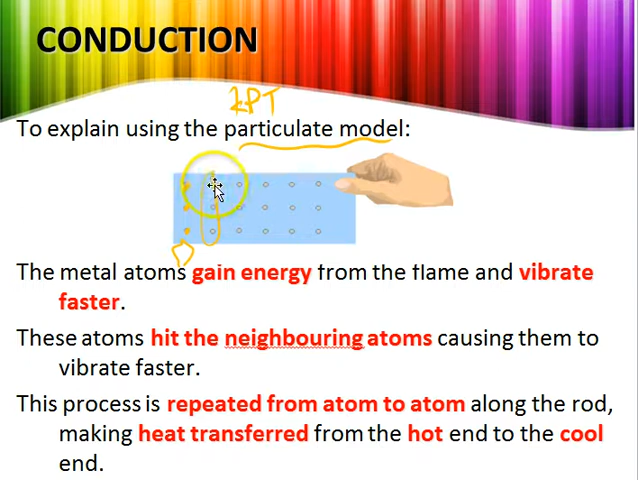 CONDUCTION
KPT
To explain using the particulate model:
The metal atoms gain energy from the flame and vibrate
faster.
These atoms hit the neighbouring atoms causing them to
vibrate faster.
This process is repeated from atom to atom along the rod,
making heat transferred from the hot end to the cool
end.